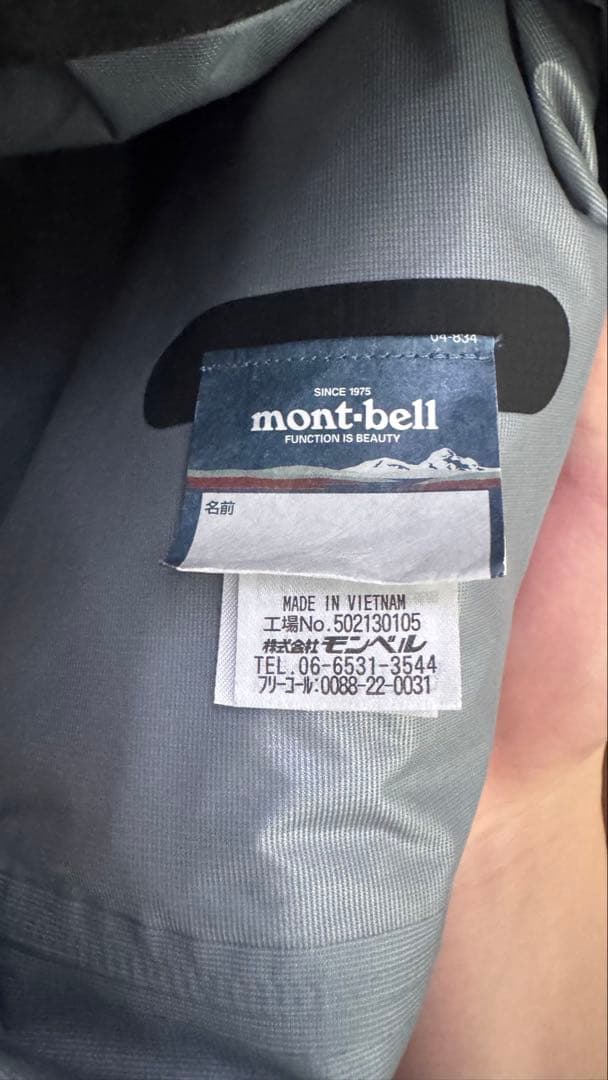 04-834
SINCE 1975
mont·bell
FUNCTION IS BEAUTY
名前
MADE IN VIETNAM
工場No.502130105
株式会社モンベル
TEL.06-6531-3544
フリーコール:0088-22-0031